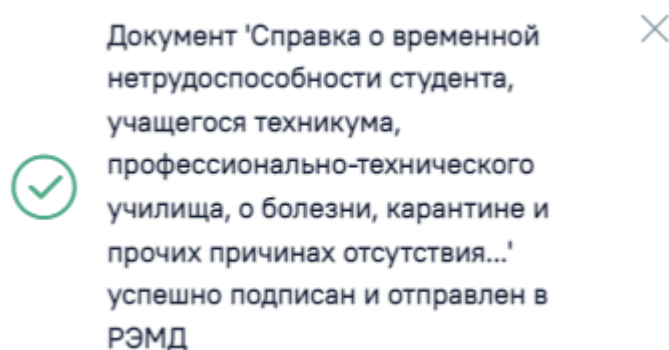 Документ 'Справка о временной
нетрудоспособности студента,
учащегося техникума,
профессионально-технического
училища, о болезни, карантине и
прочих причинах отсутствия...'
успешно подписан и отправлен в
РЭМД